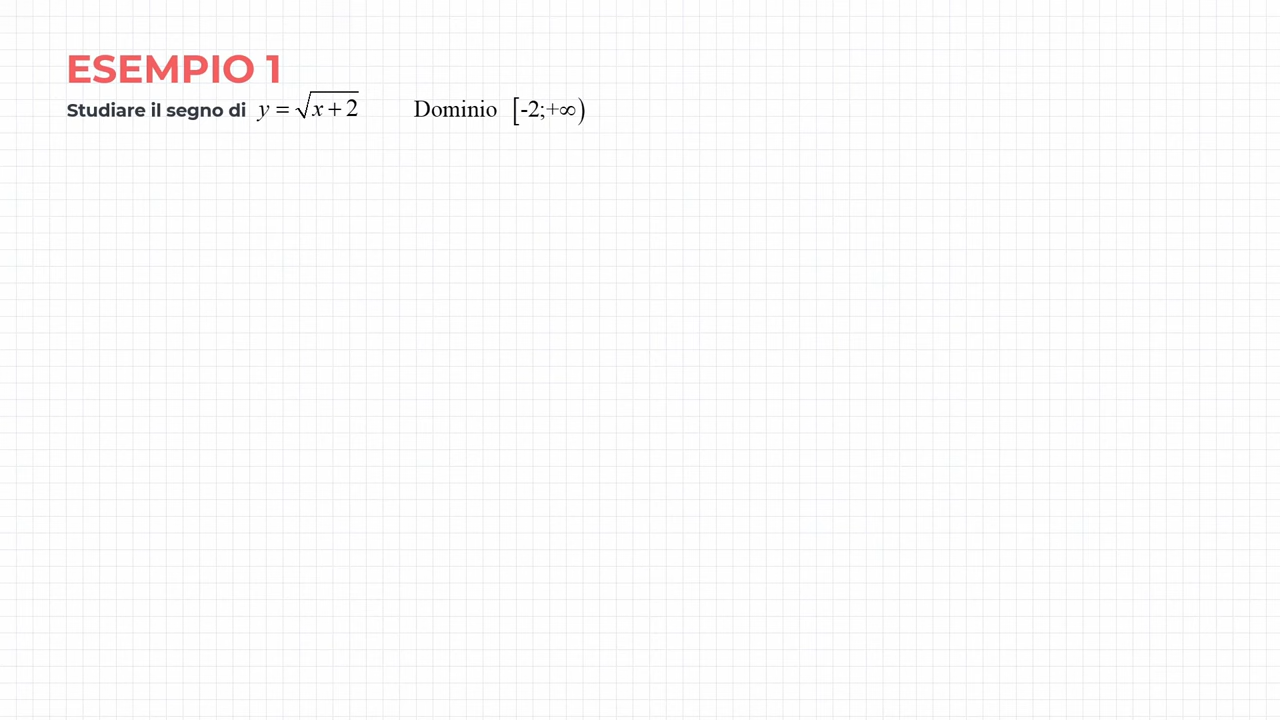 ESEMPIO 1
Studiare il segno di y = √x+2 Dominio [-2;+∞)